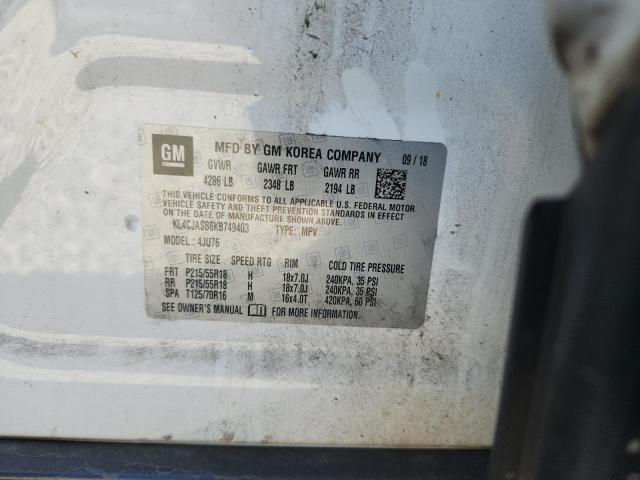 GM
MFD BY GM KOREA COMPANY 09/18
GVWR GAWR FRT GAWR RR
4286 LB 2348 LB 2194 LB
THIS VEHICLE CONFORMS TO ALL APPLICABLE U.S. FEDERAL MOTOR
VEHICLE SAFETY AND THEFT PREVENTION STANDARDS IN EFFECT
ON THE DATE OF MANUFACTURE SHOWN ABOVE.
KL4CJASB6KB749403 TYPE: MPV
MODEL: 4JU76
TIRE SIZE SPEED RTG RIM COLD TIRE PRESSURE
FRT P215/55R18 H 18x7.0J 240KPA, 35 PSI
RR P215/55R18 H 18x7.0J 240KPA, 35 PSI
SPA T125/70R16 M 16x4.0T 420KPA, 60 PSI
SEE OWNER'S MANUAL FOR MORE INFORMATION.